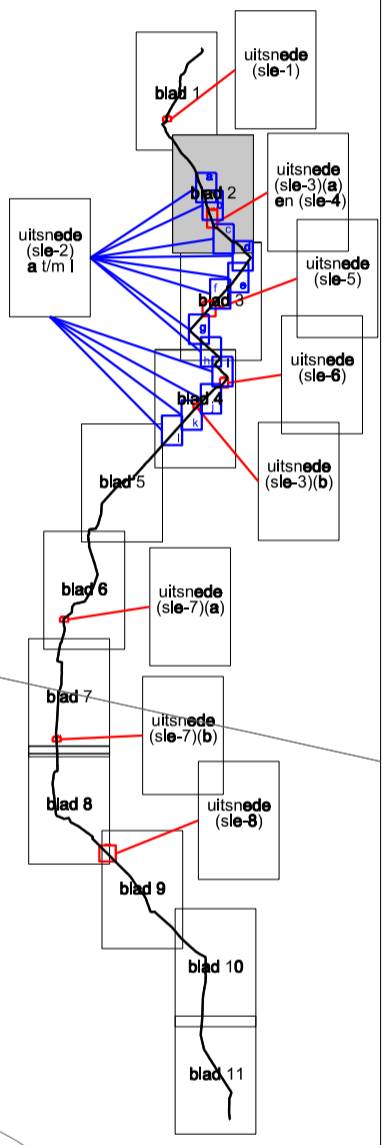 uitsnede
(sle-1)
blad 1
uitsnede
(sle-3)(a)
en (sle-4)
a
blad 2
b
uitsnede
(sle-2)
a t/m l
c
d
uitsnede
(sle-5)
e
f
blad 3
g
h
i
uitsnede
(sle-6)
blad 4
j
k
l
uitsnede
(sle-3)(b)
blad 5
blad 6
uitsnede
(sle-7)(a)
blad 7
uitsnede
(sle-7)(b)
blad 8
uitsnede
(sle-8)
blad 9
blad 10
blad 11